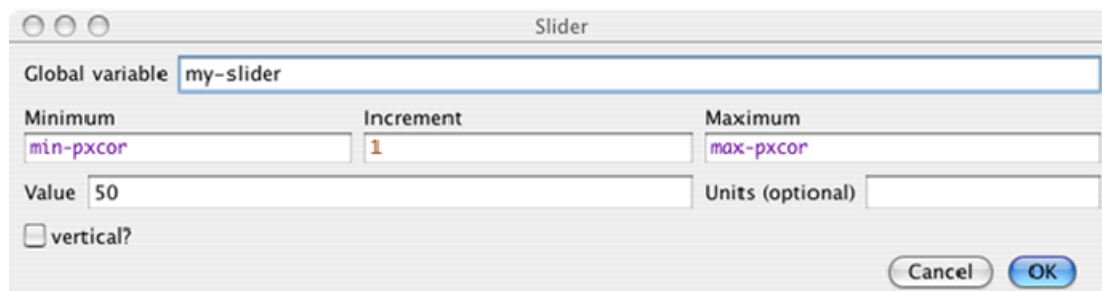 Slider
Global variable my-slider
Minimum Increment Maximum
min-pxcor 1 max-pxcor
Value 50 Units (optional)
vertical?
Cancel OK